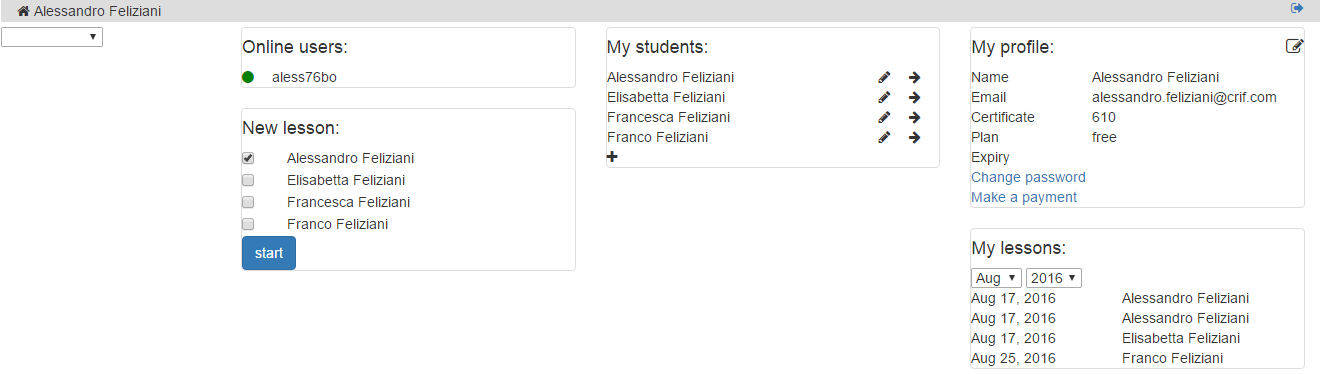 Alessandro Feliziani
Online users:
aless76bo
New lesson:
Alessandro Feliziani
Elisabetta Feliziani
Francesca Feliziani
Franco Feliziani
start
My students:
Alessandro Feliziani
Elisabetta Feliziani
Francesca Feliziani
Franco Feliziani
My profile:
Name Alessandro Feliziani
Email alessandro.feliziani@crif.com
Certificate 610
Plan free
Expiry
Change password
Make a payment
My lessons:
Aug 2016
Aug 17, 2016 Alessandro Feliziani
Aug 17, 2016 Alessandro Feliziani
Aug 17, 2016 Elisabetta Feliziani
Aug 25, 2016 Franco Feliziani